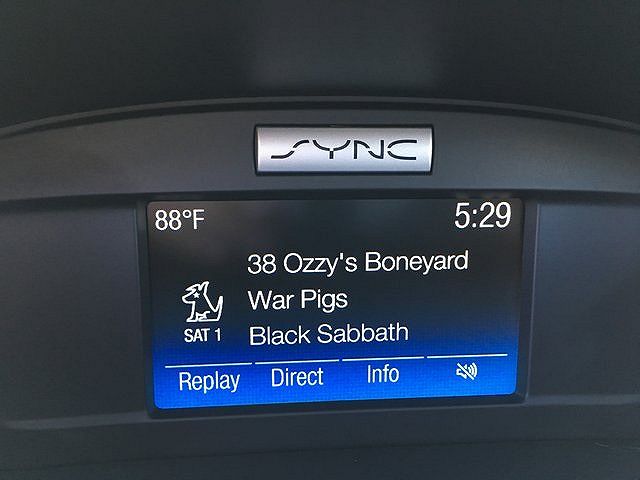 SYNC
88°F
5:29
38 Ozzy's Boneyard
War Pigs
SAT 1
Black Sabbath
Replay
Direct
Info